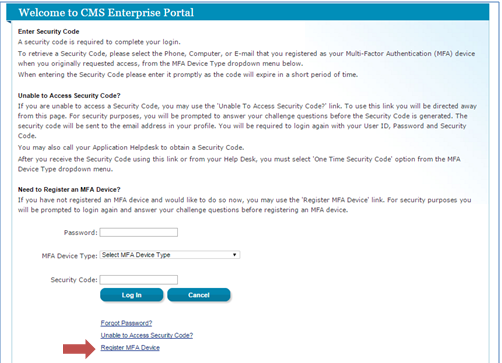 Welcome to CMS Enterprise Portal
Enter Security Code
A security code is required to complete your login.
To retrieve a Security Code, please select the Phone, Computer, or E-mail that you registered as your Multi-Factor Authentication (MFA) device
when you originally requested access, from the MFA Device Type dropdown menu below.
When entering the Security Code please enter it promptly as the code will expire in a short period of time.
Unable to Access Security Code?
If you are unable to access a Security Code, you may use the 'Unable To Access Security Code?' link. To use this link you will be directed away
from this page. For security purposes, you will be prompted to answer your challenge questions before the Security Code is generated. The
security code will be sent to the email address in your profile. You will be required to login again with your User ID, Password and Security
Code.
You may also call your Application Helpdesk to obtain a Security Code.
After you receive the Security Code using this link or from your Help Desk, you must select 'One Time Security Code' option from the MFA
Device Type dropdown menu.
Need to Register an MFA Device?
If you have not registered an MFA device and would like to do so now, you may use the 'Register MFA Device' link. For security purposes you
will be prompted to login again and answer your challenge questions before registering an MFA device.
Password:
MFA Device Type: Select MFA Device Type
Security Code:
Log In Cancel
Forgot Password?
Unable to Access Security Code?
Register MFA Device